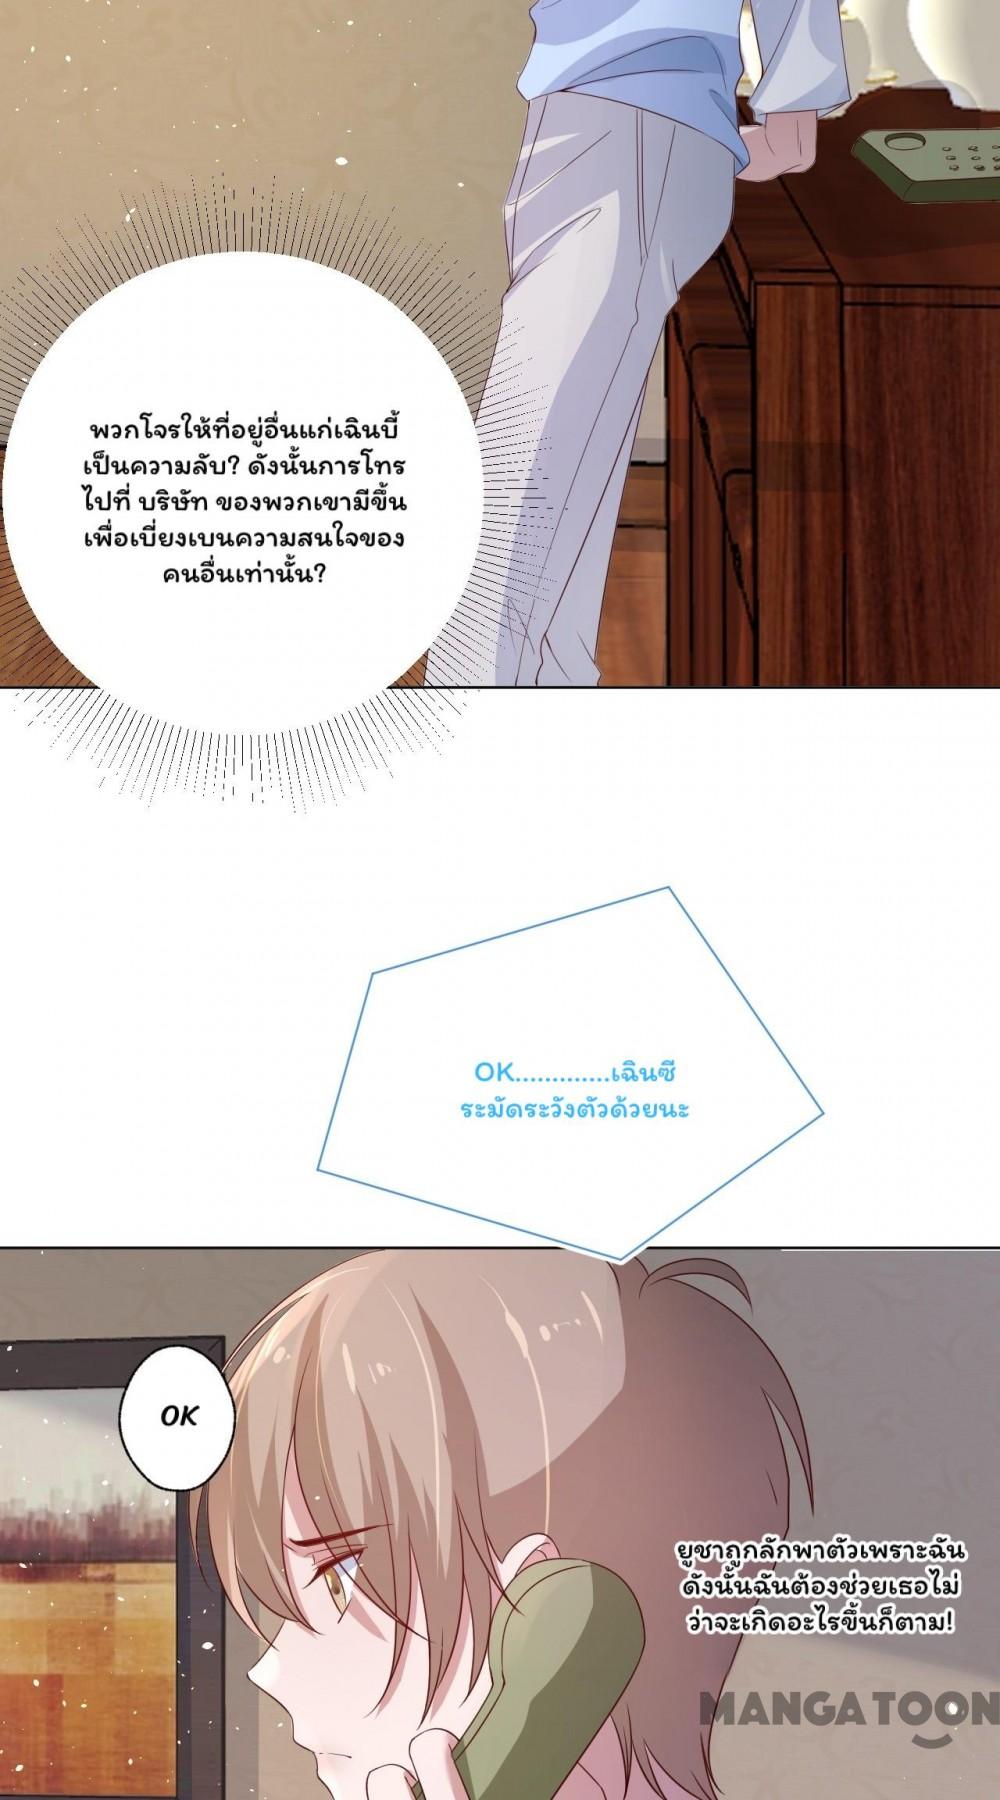 พวกโจรให้ที่อยู่อื่นแก่เฉินบี้
เป็นความลับ? ดังนั้นการโทร
ไปที่ บริษัท ของพวกเขามีขึ้น
เพื่อเบี่ยงเบนความสนใจของ
คนอื่นเท่านั้น?
OK.............เฉินซี
ระมัดระวังตัวด้วยนะ
OK
ยูชาถูกลักพาตัวเพราะฉัน
ดังนั้นฉันต้องช่วยเธอไม่
ว่าจะเกิดอะไรขึ้นก็ตาม!
MANGATOON